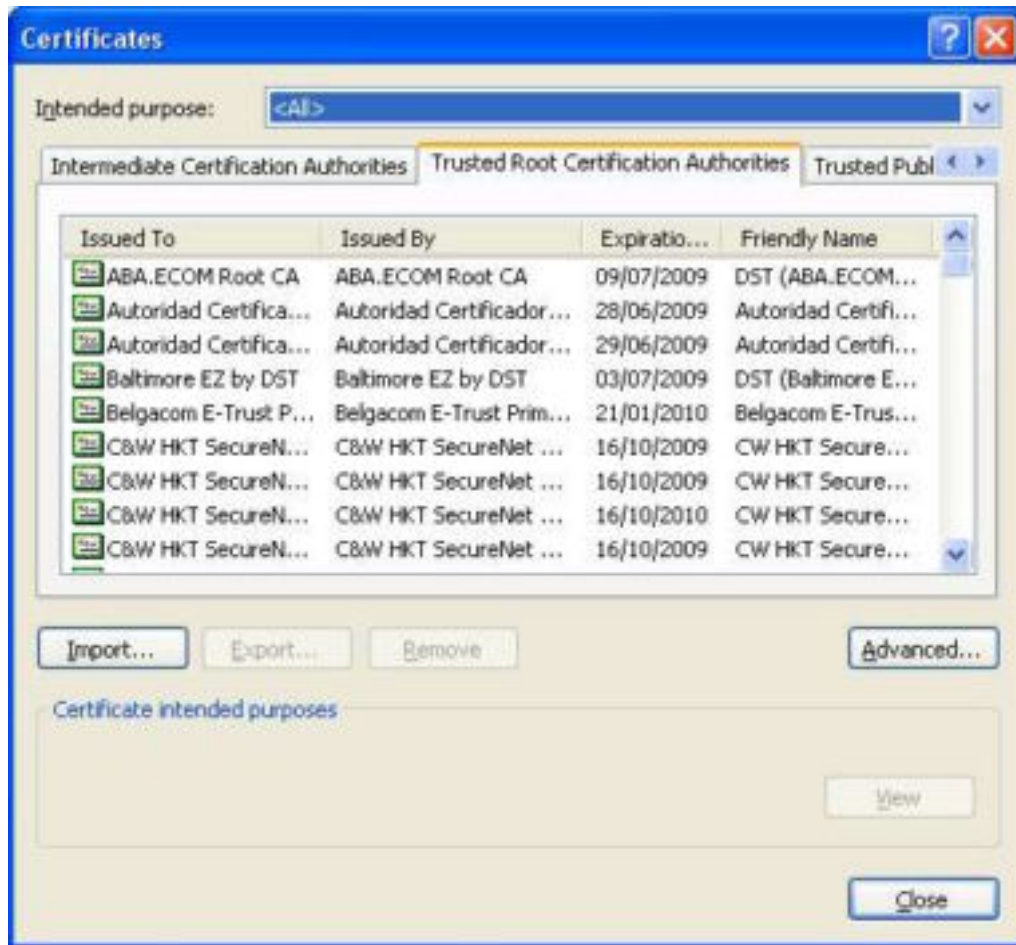 Certificates
Intended purpose: <All>
Intermediate Certification Authorities Trusted Root Certification Authorities Trusted Publ
Issued To Issued By Expiratio... Friendly Name
ABA.ECOM Root CA ABA.ECOM Root CA 09/07/2009 DST (ABA.ECOM...
Autoridad Certifica... Autoridad Certificador... 28/06/2009 Autoridad Certifi...
Autoridad Certifica... Autoridad Certificador... 29/06/2009 Autoridad Certifi...
Baltimore EZ by DST Baltimore EZ by DST 03/07/2009 DST (Baltimore E...
Belgacom E-Trust P... Belgacom E-Trust Prim... 21/01/2010 Belgacom E-Trus...
C&W HKT SecureN... C&W HKT SecureNet ... 16/10/2009 CW HKT Secure...
C&W HKT SecureN... C&W HKT SecureNet ... 16/10/2009 CW HKT Secure...
C&W HKT SecureN... C&W HKT SecureNet ... 16/10/2010 CW HKT Secure...
C&W HKT SecureN... C&W HKT SecureNet ... 16/10/2009 CW HKT Secure...
Import... Export... Remove Advanced...
Certificate intended purposes
View
Close